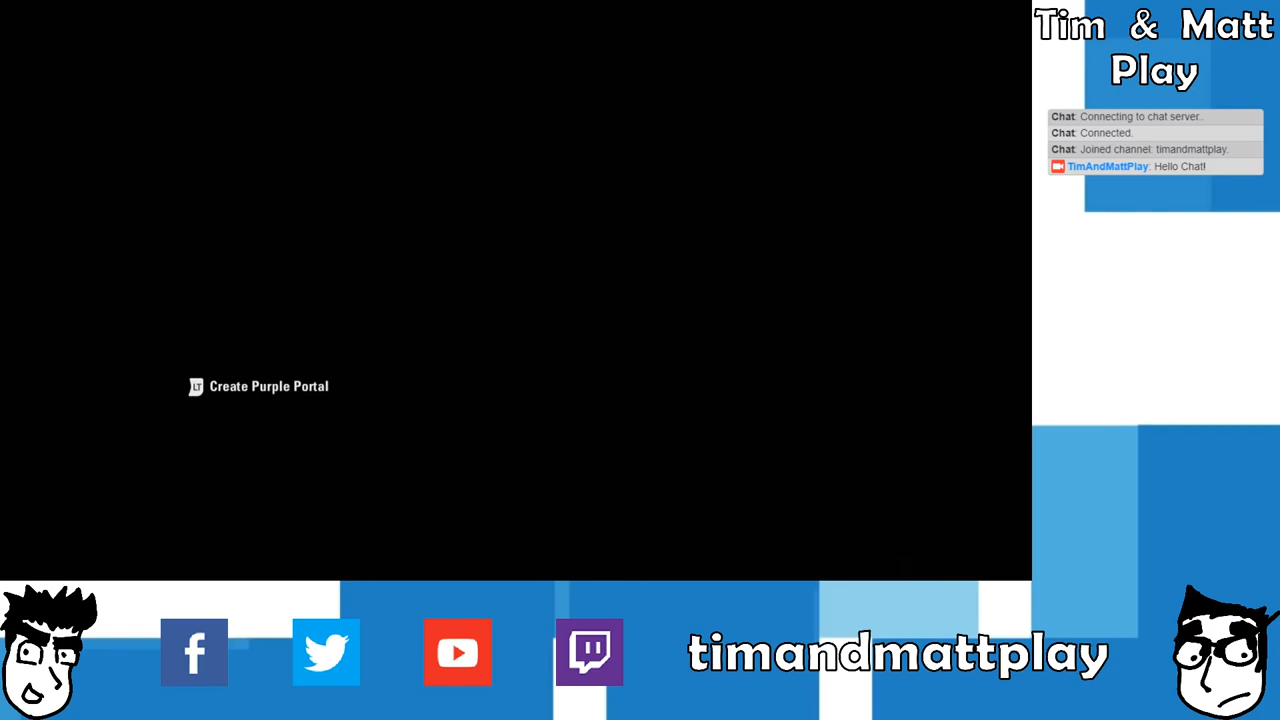 Tim & Matt
Play
Chat: Connecting to chat server..
Chat: Connected.
Chat: Joined channel: timandmattplay.
TimAndMattPlay: Hello Chat!
LT Create Purple Portal
timandmattplay